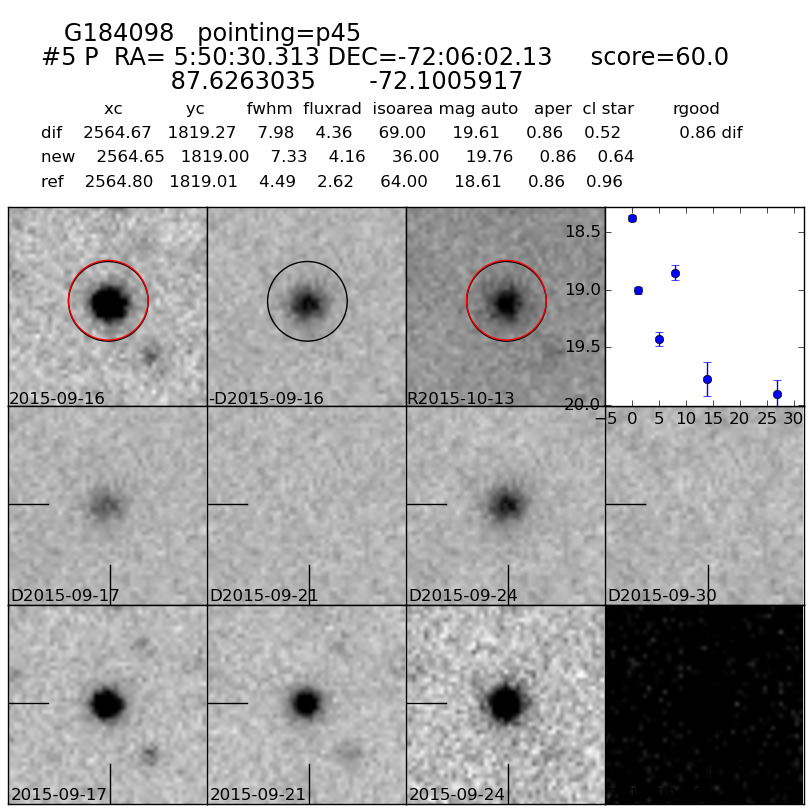 G184098 pointing=p45
#5 P RA= 5:50:30.313 DEC=-72:06:02.13 score=60.0
87.6263035 -72.1005917
xc yc fwhm fluxrad isoarea mag auto aper cl star rgood
dif 2564.67 1819.27 7.98 4.36 69.00 19.61 0.86 0.52 0.86 dif
new 2564.65 1819.00 7.33 4.16 36.00 19.76 0.86 0.64
ref 2564.80 1819.01 4.49 2.62 64.00 18.61 0.86 0.96
18.5
19.0
19.5
20.0
2015-09-16 -D2015-09-16 R2015-10-13
−5 0 5 10 15 20 25 30
D2015-09-17 D2015-09-21 D2015-09-24 D2015-09-30
2015-09-17 2015-09-21 2015-09-24